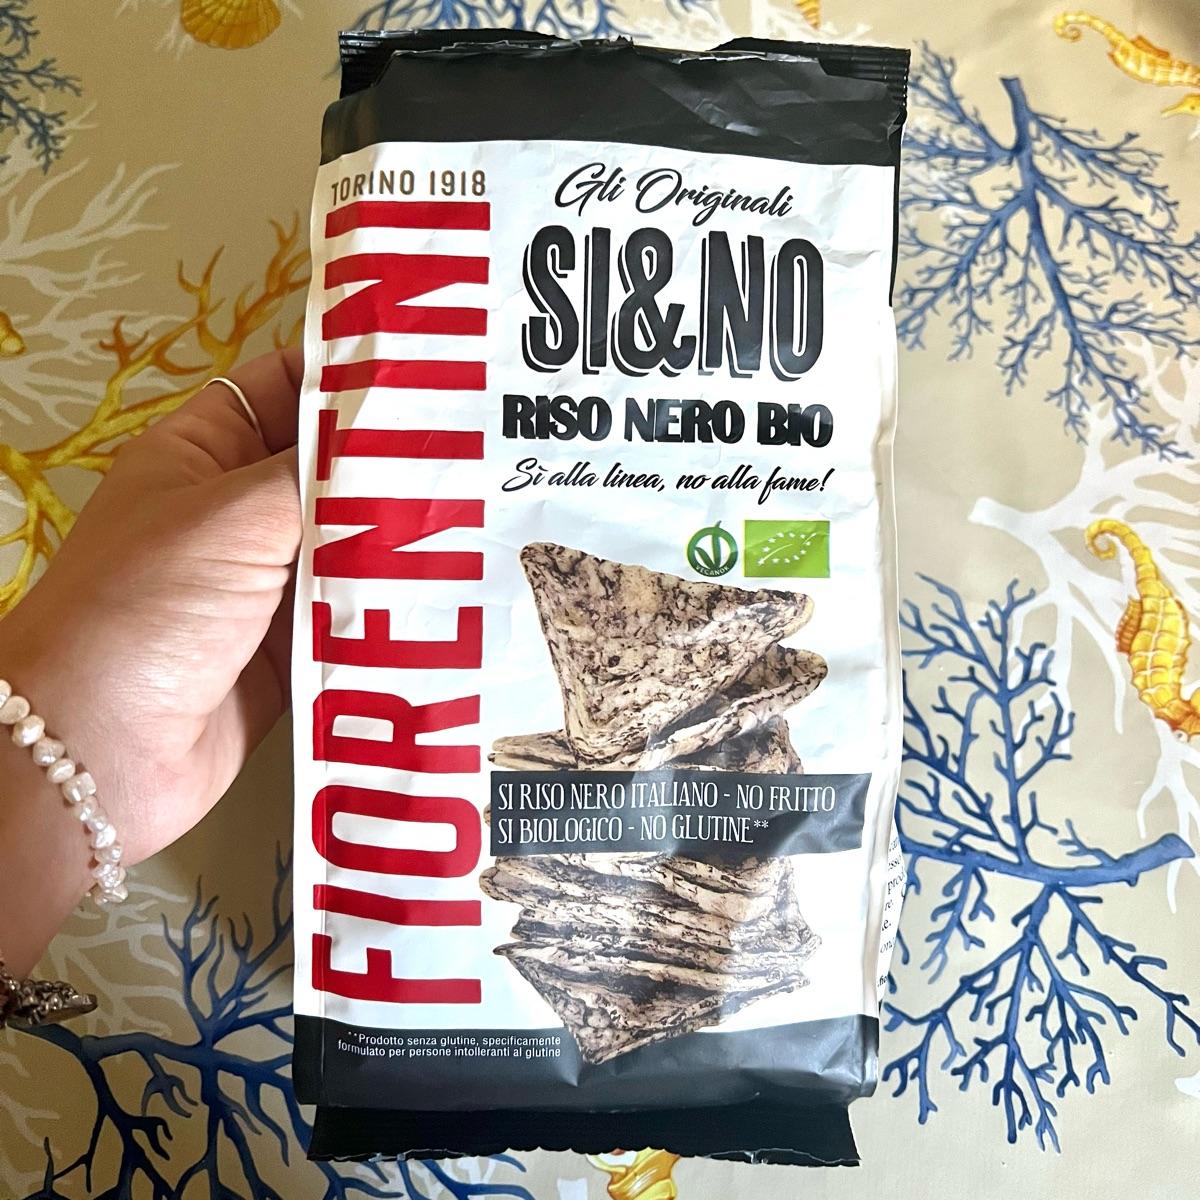 TORINO 1918
FIORENTINI
Gli Originali
SI&NO
RISO NERO BIO
Sì alla linea, no alla fame!
VEGANOK
SI RISO NERO ITALIANO - NO FRITTO
SI BIOLOGICO - NO GLUTINE**
**Prodotto senza glutine, specificamente
formulato per persone intolleranti al glutine